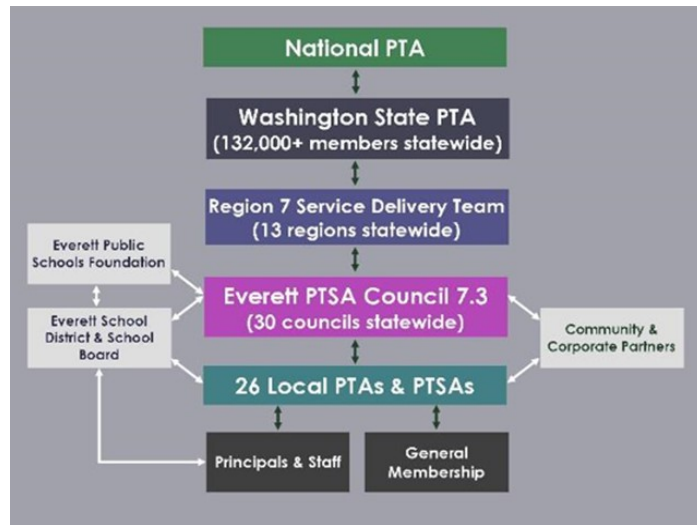 National PTA
Washington State PTA
(132,000+ members statewide)
Region 7 Service Delivery Team
(13 regions statewide)
Everett Public
Schools Foundation
Everett PTSA Council 7.3
(30 councils statewide)
Everett School
District & School
Board
Community &
Corporate Partners
26 Local PTAs & PTSAs
Principals & Staff
General
Membership